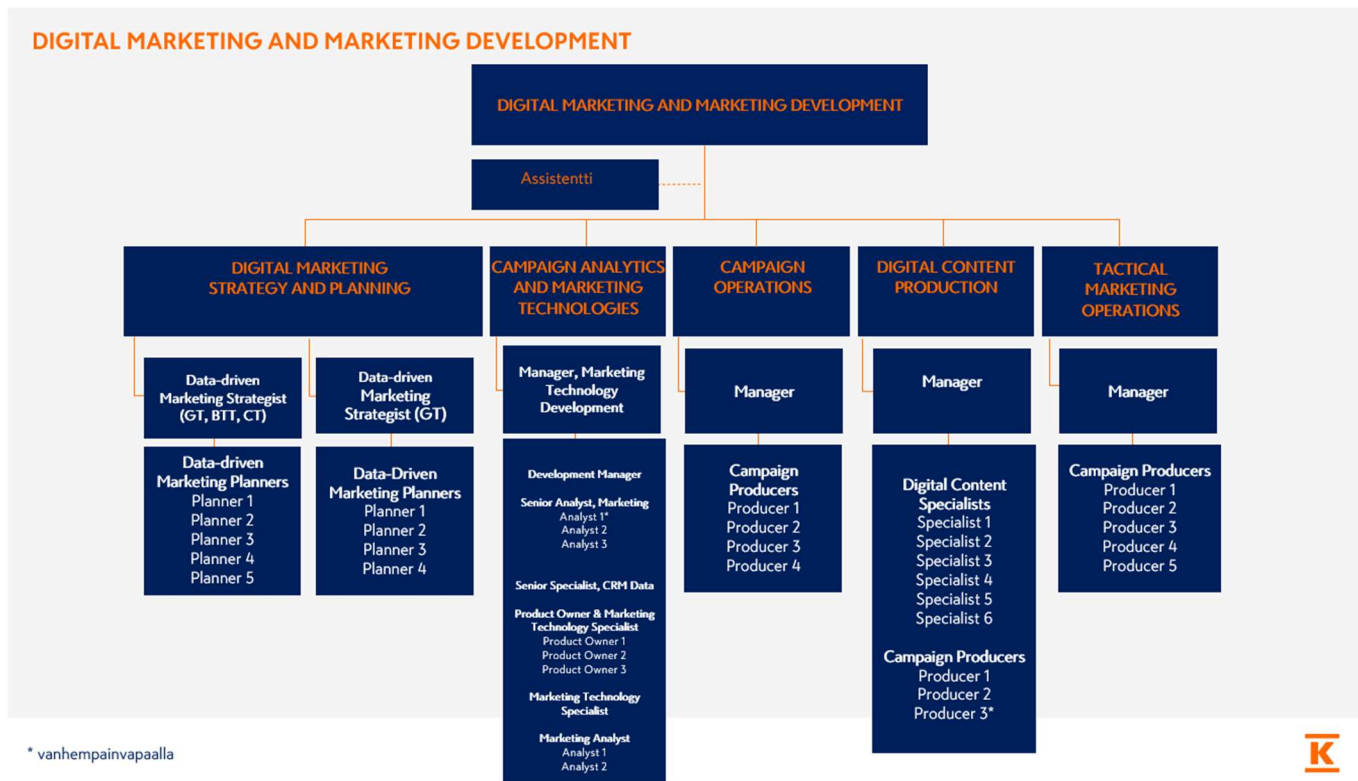 DIGITAL MARKETING AND MARKETING DEVELOPMENT
DIGITAL MARKETING AND MARKETING DEVELOPMENT
Assistentti
DIGITAL MARKETING
STRATEGY AND PLANNING
Data-driven
Marketing Strategist
(GT, BTT, CT)
Data-driven
Marketing Planners
Planner 1
Planner 2
Planner 3
Planner 4
Planner 5
Data-driven
Marketing
Strategist (GT)
Data-Driven
Marketing Planners
Planner 1
Planner 2
Planner 3
Planner 4
CAMPAIGN ANALYTICS
AND MARKETING
TECHNOLOGIES
Manager, Marketing
Technology
Development
Development Manager
Senior Analyst, Marketing
Analyst 1*
Analyst 2
Analyst 3
Senior Specialist, CRM Data
Product Owner & Marketing
Technology Specialist
Product Owner 1
Product Owner 2
Product Owner 3
Marketing Technology
Specialist
Marketing Analyst
Analyst 1
Analyst 2
CAMPAIGN
OPERATIONS
Manager
Campaign
Producers
Producer 1
Producer 2
Producer 3
Producer 4
DIGITAL CONTENT
PRODUCTION
Manager
Digital Content
Specialists
Specialist 1
Specialist 2
Specialist 3
Specialist 4
Specialist 5
Specialist 6
Campaign Producers
Producer 1
Producer 2
Producer 3*
TACTICAL
MARKETING
OPERATIONS
Manager
Campaign Producers
Producer 1
Producer 2
Producer 3
Producer 4
Producer 5
* vanhempainvapaalla
K